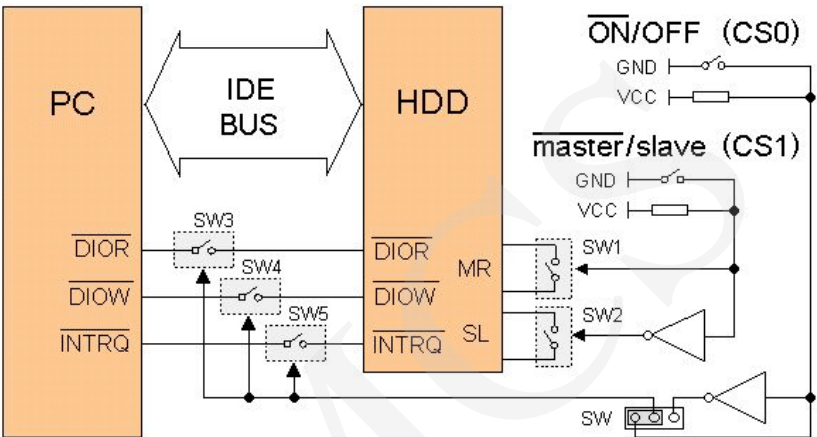 PC
IDE
BUS
HDD
ON/OFF (CS0)
GND
VCC
master/slave (CS1)
GND
VCC
SW3
DIOR
DIOR
SW4
DIOW
DIOW
SW5
INTRQ
INTRQ
MR
SW1
SL
SW2
SW
MCS